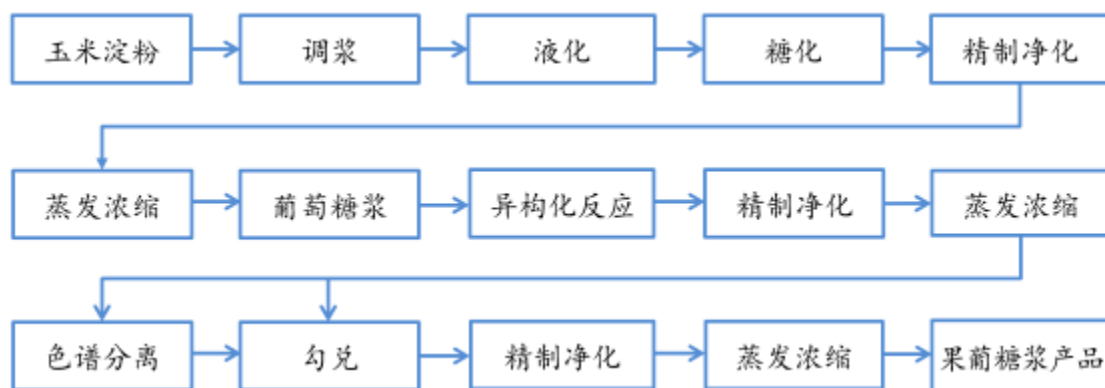 玉米淀粉
调浆
液化
糖化
精制净化
蒸发浓缩
葡萄糖浆
异构化反应
精制净化
蒸发浓缩
色谱分离
勾兑
精制净化
蒸发浓缩
果葡糖浆产品